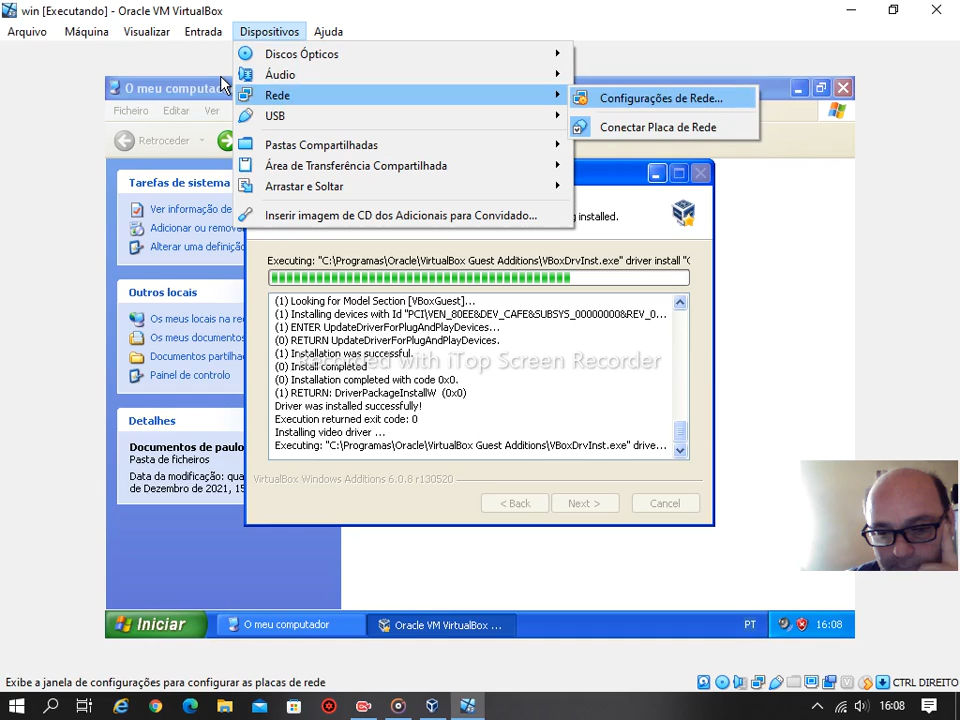 win [Executando] - Oracle VM VirtualBox
Arquivo Máquina Visualizar Entrada Dispositivos Ajuda
Discos Ópticos
Áudio
Rede
USB
Pastas Compartilhadas
Área de Transferência Compartilhada
Arrastar e Soltar
Inserir imagem de CD dos Adicionais para Convidado...
Configurações de Rede...
Conectar Placa de Rede
O meu computa
Ficheiro Editar Ver
Retroceder
Tarefas de sistema
Ver informação de
Adicionar ou remov
Alterar uma definiçã
Outros locais
Os meus locais na re
Os meus documentos
Documentos partilha
Painel de controlo
Detalhes
Documentos de paulo
Pasta de ficheiros
Data da modificação: qua
de Dezembro de 2021, 15
g installed.
Executing: "C:\Programas\Oracle\VirtualBox Guest Additions\VBoxDrvInst.exe" driver install "C
(1) Looking for Model Section [VBoxGuest]...
(1) Installing devices with Id "PCI\VEN_80EE&DEV_CAFE&SUBSYS_00000000&REV_0...
(1) ENTER UpdateDriverForPlugAndPlayDevices...
(0) RETURN UpdateDriverForPlugAndPlayDevices.
(1) Installation was successful.
(0) Install completed
(0) Installation completed with code 0x0.
(1) RETURN: DriverPackageInstallW (0x0)
Driver was installed successfully!
Execution returned exit code: 0
Installing video driver ...
Executing: "C:\Programas\Oracle\VirtualBox Guest Additions\VBoxDrvInst.exe" drive...
Recorded with iTop Screen Recorder
VirtualBox Windows Additions 6.0.8 r130520
< Back Next > Cancel
Iniciar O meu computador Oracle VM VirtualBox ... PT 16:08
Exibe a janela de configurações para configurar as placas de rede
CTRL DIREITO
16:08